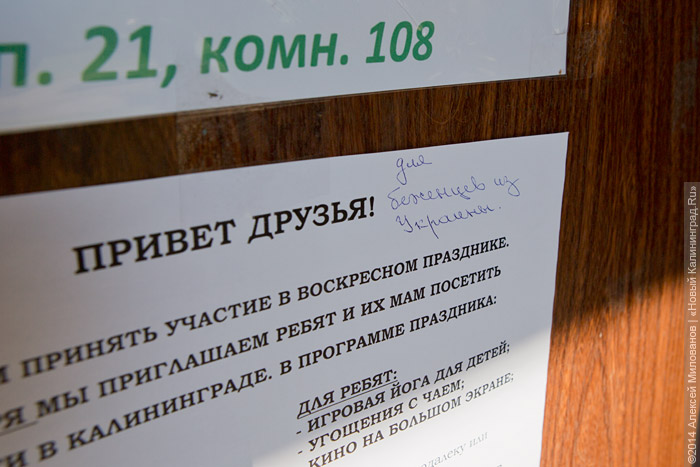 п. 21, комн. 108
для
беженцев из
Украины.
ПРИВЕТ ДРУЗЬЯ!
ПРИНЯТЬ УЧАСТИЕ В ВОСКРЕСНОМ ПРАЗДНИКЕ.
МЫ ПРИГЛАШАЕМ РЕБЯТ И ИХ МАМ ПОСЕТИТЬ
В КАЛИНИНГРАДЕ. В ПРОГРАММЕ ПРАЗДНИКА:
ДЛЯ РЕБЯТ:
- ИГРОВАЯ ЙОГА ДЛЯ ДЕТЕЙ;
- УГОЩЕНИЯ С ЧАЕМ;
КИНО НА БОЛЬШОМ ЭКРАНЕ;
или
©2014 Алексей Милованов | «Новый Калининград.Ru»